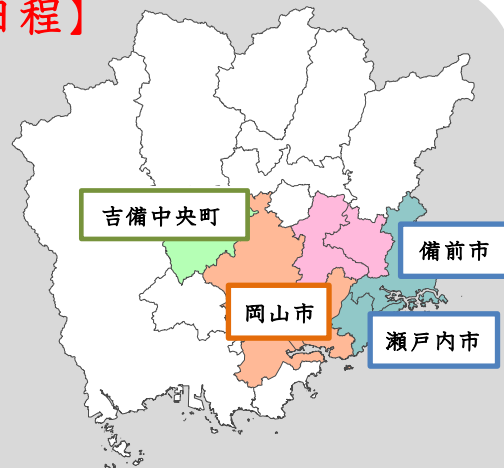 日程】
吉備中央町
備前市
岡山市
瀬戸内市